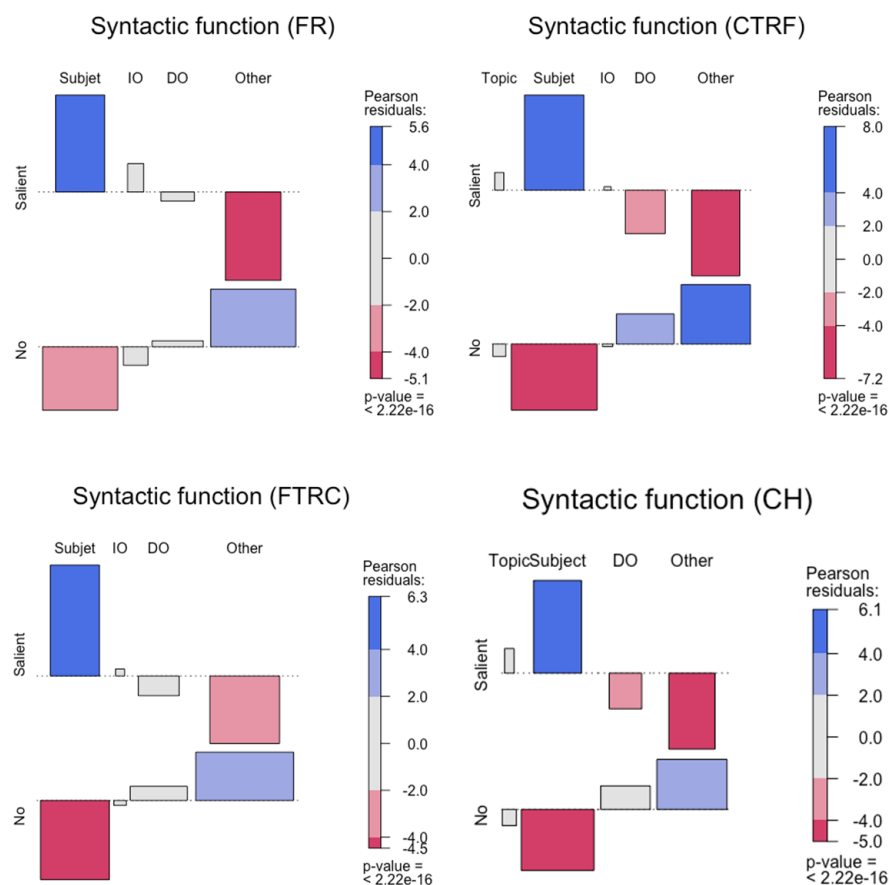 Syntactic function (FR)
Subjet IO DO Other
Salient
No
Pearson
residuals:
5.6
4.0
2.0
0.0
-2.0
-4.0
-5.1
p-value =
< 2.22e-16
Syntactic function (CTRF)
Topic Subject IO DO Other
Salient
No
Pearson
residuals:
8.0
4.0
2.0
0.0
-2.0
-4.0
-7.2
p-value =
< 2.22e-16
Syntactic function (FTRC)
Subjet IO DO Other
Salient
No
Pearson
residuals:
6.3
4.0
2.0
0.0
-2.0
-4.0
-4.5
p-value =
< 2.22e-16
Syntactic function (CH)
TopicSubject DO Other
Salient
No
Pearson
residuals:
6.1
4.0
2.0
0.0
-2.0
-4.0
-5.0
p-value =
< 2.22e-16